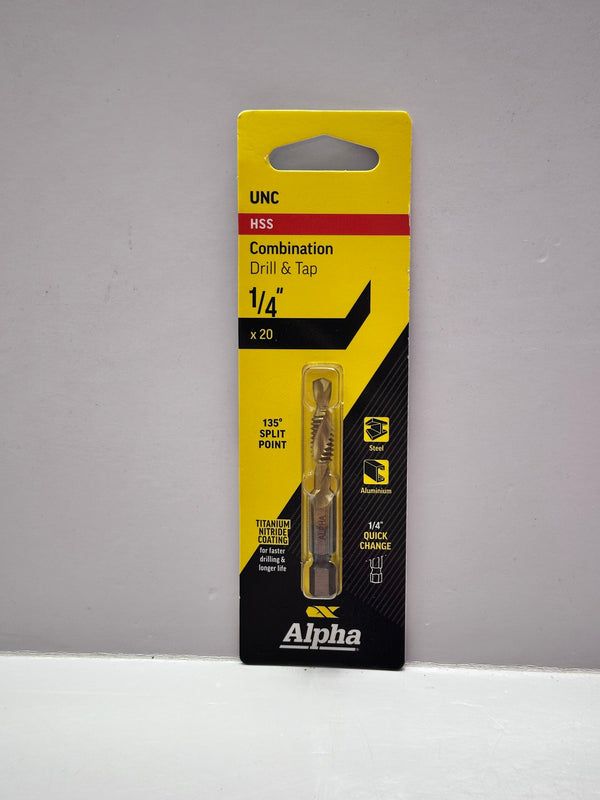 UNC
HSS
Combination
Drill & Tap
1/4"
x 20
135°
SPLIT
POINT
Steel
Aluminium
ALPHA
TITANIUM
NITRIDE
COATING
for faster
drilling &
longer life
1/4"
QUICK
CHANGE
Alpha®